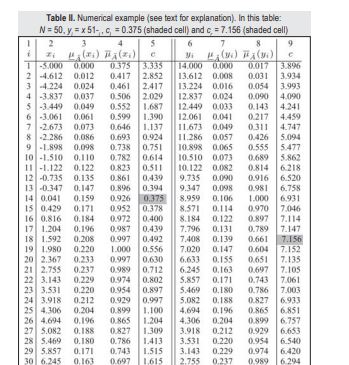 Table II. Numerical example (see text for explanation). In this table:
N = 50, yᵢ = x51-ᵢ, c = 0.375 (shaded cell) and c = 7.156 (shaded cell)
1 2 3 4 5 6 7 8 9
i xᵢ μ_A(xᵢ) μ_A(xᵢ) c yᵢ μ_A(yᵢ) μ_A(yᵢ) c
1 -5.000 0.000 0.375 3.335 14.000 0.000 0.017 3.896
2 -4.612 0.012 0.417 2.852 13.612 0.008 0.031 3.934
3 -4.224 0.024 0.461 2.417 13.224 0.016 0.054 3.993
4 -3.837 0.037 0.506 2.029 12.837 0.024 0.090 4.090
5 -3.449 0.049 0.552 1.687 12.449 0.033 0.143 4.241
6 -3.061 0.061 0.599 1.390 12.061 0.041 0.217 4.459
7 -2.673 0.073 0.646 1.137 11.673 0.049 0.311 4.747
8 -2.286 0.086 0.693 0.924 11.286 0.057 0.426 5.094
9 -1.898 0.098 0.738 0.751 10.898 0.065 0.555 5.477
10 -1.510 0.110 0.782 0.614 10.510 0.073 0.689 5.862
11 -1.122 0.122 0.823 0.511 10.122 0.082 0.814 6.218
12 -0.735 0.135 0.861 0.439 9.735 0.090 0.916 6.520
13 -0.347 0.147 0.896 0.394 9.347 0.098 0.981 6.758
14 0.041 0.159 0.926 0.375 8.959 0.106 1.000 6.931
15 0.429 0.171 0.952 0.378 8.571 0.114 0.970 7.046
16 0.816 0.184 0.972 0.400 8.184 0.122 0.897 7.114
17 1.204 0.196 0.987 0.439 7.796 0.131 0.789 7.147
18 1.592 0.208 0.997 0.492 7.408 0.139 0.661 7.156
19 1.980 0.220 1.000 0.556 7.020 0.147 0.604 7.152
20 2.367 0.233 0.997 0.630 6.633 0.155 0.651 7.135
21 2.755 0.237 0.989 0.712 6.245 0.163 0.697 7.105
22 3.143 0.229 0.974 0.802 5.857 0.171 0.743 7.061
23 3.531 0.220 0.954 0.897 5.469 0.180 0.786 7.003
24 3.918 0.212 0.929 0.997 5.082 0.188 0.827 6.933
25 4.306 0.204 0.899 1.100 4.694 0.196 0.865 6.851
26 4.694 0.196 0.865 1.204 4.306 0.204 0.899 6.757
27 5.082 0.188 0.827 1.309 3.918 0.212 0.929 6.653
28 5.469 0.180 0.786 1.413 3.531 0.220 0.954 6.540
29 5.857 0.171 0.743 1.515 3.143 0.229 0.974 6.420
30 6.245 0.163 0.697 1.615 2.755 0.237 0.989 6.294